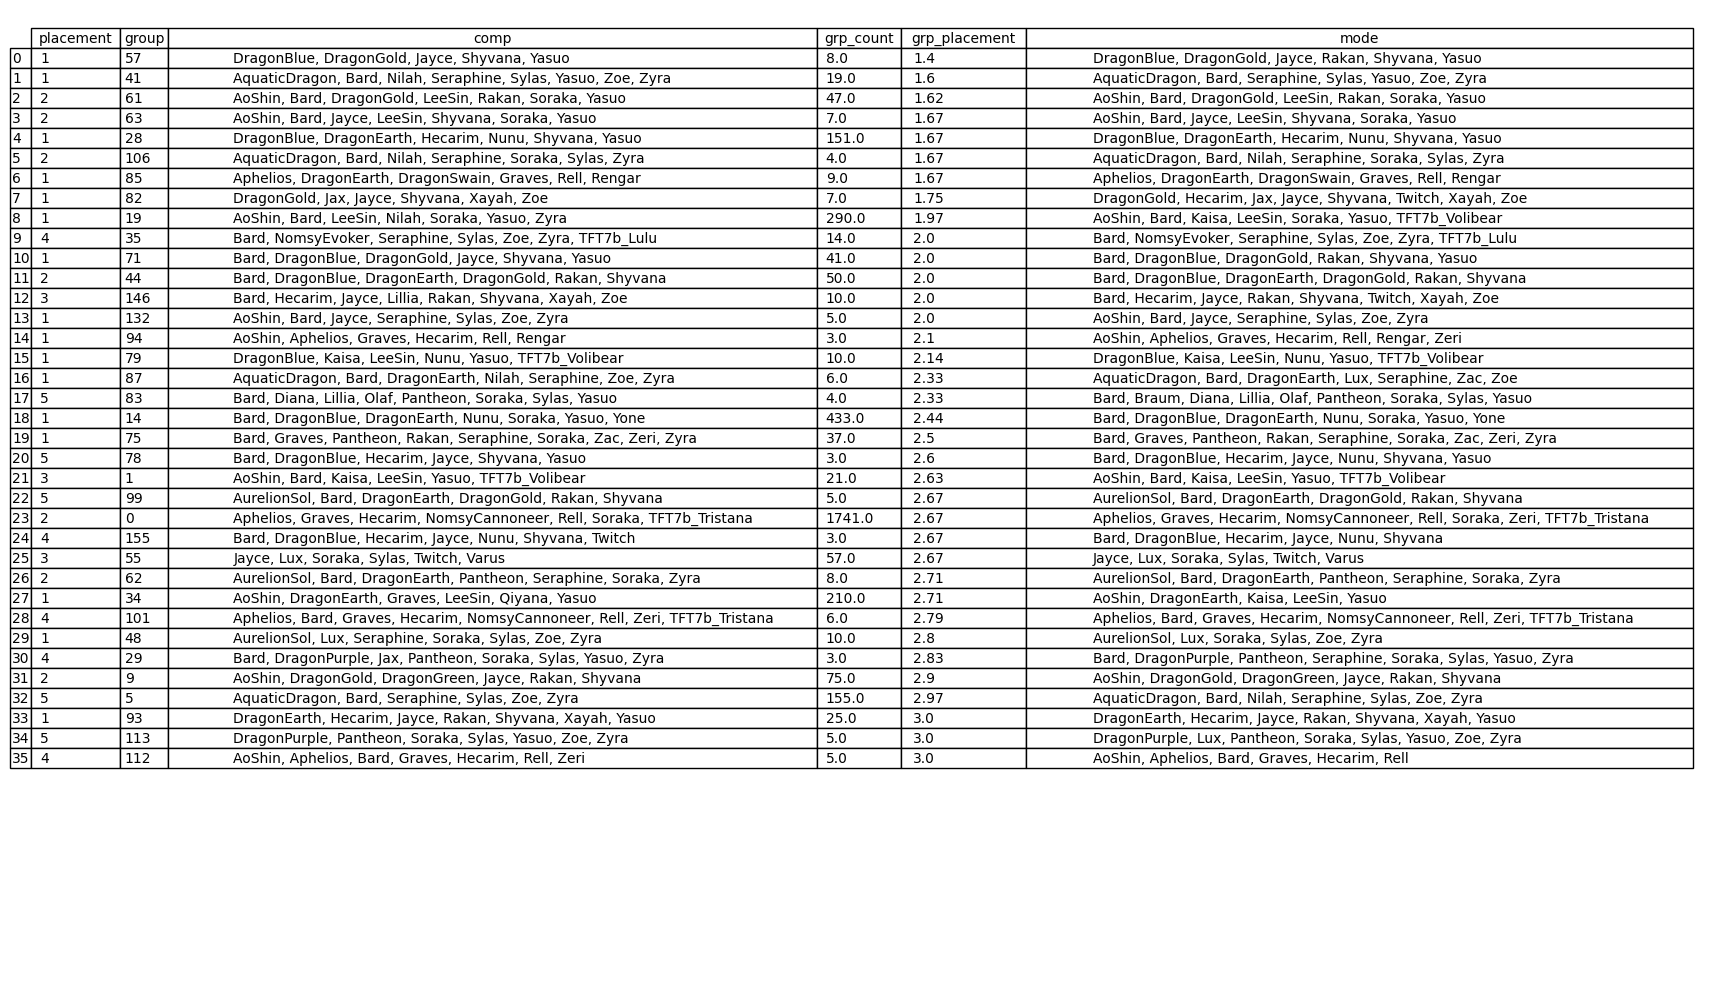 placement group comp grp_count grp_placement mode
0 1 57 DragonBlue, DragonGold, Jayce, Shyvana, Yasuo 8.0 1.4 DragonBlue, DragonGold, Jayce, Rakan, Shyvana, Yasuo
1 1 41 AquaticDragon, Bard, Nilah, Seraphine, Sylas, Yasuo, Zoe, Zyra 19.0 1.6 AquaticDragon, Bard, Seraphine, Sylas, Yasuo, Zoe, Zyra
2 2 61 AoShin, Bard, DragonGold, LeeSin, Rakan, Soraka, Yasuo 47.0 1.62 AoShin, Bard, DragonGold, LeeSin, Rakan, Soraka, Yasuo
3 2 63 AoShin, Bard, Jayce, LeeSin, Shyvana, Soraka, Yasuo 7.0 1.67 AoShin, Bard, Jayce, LeeSin, Shyvana, Soraka, Yasuo
4 1 28 DragonBlue, DragonEarth, Hecarim, Nunu, Shyvana, Yasuo 151.0 1.67 DragonBlue, DragonEarth, Hecarim, Nunu, Shyvana, Yasuo
5 2 106 AquaticDragon, Bard, Nilah, Seraphine, Soraka, Sylas, Zyra 4.0 1.67 AquaticDragon, Bard, Nilah, Seraphine, Soraka, Sylas, Zyra
6 1 85 Aphelios, DragonEarth, DragonSwain, Graves, Rell, Rengar 9.0 1.67 Aphelios, DragonEarth, DragonSwain, Graves, Rell, Rengar
7 1 82 DragonGold, Jax, Jayce, Shyvana, Xayah, Zoe 7.0 1.75 DragonGold, Hecarim, Jax, Jayce, Shyvana, Twitch, Xayah, Zoe
8 1 19 AoShin, Bard, LeeSin, Nilah, Soraka, Yasuo, Zyra 290.0 1.97 AoShin, Bard, Kaisa, LeeSin, Soraka, Yasuo, TFT7b_Volibear
9 4 35 Bard, NomsyEvoker, Seraphine, Sylas, Zoe, Zyra, TFT7b_Lulu 14.0 2.0 Bard, NomsyEvoker, Seraphine, Sylas, Zoe, Zyra, TFT7b_Lulu
10 1 71 Bard, DragonBlue, DragonGold, Jayce, Shyvana, Yasuo 41.0 2.0 Bard, DragonBlue, DragonGold, Rakan, Shyvana, Yasuo
11 2 44 Bard, DragonBlue, DragonEarth, DragonGold, Rakan, Shyvana 50.0 2.0 Bard, DragonBlue, DragonEarth, DragonGold, Rakan, Shyvana
12 3 146 Bard, Hecarim, Jayce, Lillia, Rakan, Shyvana, Xayah, Zoe 10.0 2.0 Bard, Hecarim, Jayce, Rakan, Shyvana, Twitch, Xayah, Zoe
13 1 132 AoShin, Bard, Jayce, Seraphine, Sylas, Zoe, Zyra 5.0 2.0 AoShin, Bard, Jayce, Seraphine, Sylas, Zoe, Zyra
14 1 94 AoShin, Aphelios, Graves, Hecarim, Rell, Rengar 3.0 2.1 AoShin, Aphelios, Graves, Hecarim, Rell, Rengar, Zeri
15 1 79 DragonBlue, Kaisa, LeeSin, Nunu, Yasuo, TFT7b_Volibear 10.0 2.14 DragonBlue, Kaisa, LeeSin, Nunu, Yasuo, TFT7b_Volibear
16 1 87 AquaticDragon, Bard, DragonEarth, Nilah, Seraphine, Zoe, Zyra 6.0 2.33 AquaticDragon, Bard, DragonEarth, Lux, Seraphine, Zac, Zoe
17 5 83 Bard, Diana, Lillia, Olaf, Pantheon, Soraka, Sylas, Yasuo 4.0 2.33 Bard, Braum, Diana, Lillia, Olaf, Pantheon, Soraka, Sylas, Yasuo
18 1 14 Bard, DragonBlue, DragonEarth, Nunu, Soraka, Yasuo, Yone 433.0 2.44 Bard, DragonBlue, DragonEarth, Nunu, Soraka, Yasuo, Yone
19 1 75 Bard, Graves, Pantheon, Rakan, Seraphine, Soraka, Zac, Zeri, Zyra 37.0 2.5 Bard, Graves, Pantheon, Rakan, Seraphine, Soraka, Zac, Zeri, Zyra
20 5 78 Bard, DragonBlue, Hecarim, Jayce, Shyvana, Yasuo 3.0 2.6 Bard, DragonBlue, Hecarim, Jayce, Nunu, Shyvana, Yasuo
21 3 1 AoShin, Bard, Kaisa, LeeSin, Yasuo, TFT7b_Volibear 21.0 2.63 AoShin, Bard, Kaisa, LeeSin, Yasuo, TFT7b_Volibear
22 5 99 AurelionSol, Bard, DragonEarth, DragonGold, Rakan, Shyvana 5.0 2.67 AurelionSol, Bard, DragonEarth, DragonGold, Rakan, Shyvana
23 2 0 Aphelios, Graves, Hecarim, NomsyCannoneer, Rell, Soraka, TFT7b_Tristana 1741.0 2.67 Aphelios, Graves, Hecarim, NomsyCannoneer, Rell, Soraka, Zeri, TFT7b_Tristana
24 4 155 Bard, DragonBlue, Hecarim, Jayce, Nunu, Shyvana, Twitch 3.0 2.67 Bard, DragonBlue, Hecarim, Jayce, Nunu, Shyvana
25 3 55 Jayce, Lux, Soraka, Sylas, Twitch, Varus 57.0 2.67 Jayce, Lux, Soraka, Sylas, Twitch, Varus
26 2 62 AurelionSol, Bard, DragonEarth, Pantheon, Seraphine, Soraka, Zyra 8.0 2.71 AurelionSol, Bard, DragonEarth, Pantheon, Seraphine, Soraka, Zyra
27 1 34 AoShin, DragonEarth, Graves, LeeSin, Qiyana, Yasuo 210.0 2.71 AoShin, DragonEarth, Kaisa, LeeSin, Yasuo
28 4 101 Aphelios, Bard, Graves, Hecarim, NomsyCannoneer, Rell, Zeri, TFT7b_Tristana 6.0 2.79 Aphelios, Bard, Graves, Hecarim, NomsyCannoneer, Rell, Zeri, TFT7b_Tristana
29 1 48 AurelionSol, Lux, Seraphine, Soraka, Sylas, Zoe, Zyra 10.0 2.8 AurelionSol, Lux, Soraka, Sylas, Zoe, Zyra
30 4 29 Bard, DragonPurple, Jax, Pantheon, Soraka, Sylas, Yasuo, Zyra 3.0 2.83 Bard, DragonPurple, Pantheon, Seraphine, Soraka, Sylas, Yasuo, Zyra
31 2 9 AoShin, DragonGold, DragonGreen, Jayce, Rakan, Shyvana 75.0 2.9 AoShin, DragonGold, DragonGreen, Jayce, Rakan, Shyvana
32 5 5 AquaticDragon, Bard, Seraphine, Sylas, Zoe, Zyra 155.0 2.97 AquaticDragon, Bard, Nilah, Seraphine, Sylas, Zoe, Zyra
33 1 93 DragonEarth, Hecarim, Jayce, Rakan, Shyvana, Xayah, Yasuo 25.0 3.0 DragonEarth, Hecarim, Jayce, Rakan, Shyvana, Xayah, Yasuo
34 5 113 DragonPurple, Pantheon, Soraka, Sylas, Yasuo, Zoe, Zyra 5.0 3.0 DragonPurple, Lux, Pantheon, Soraka, Sylas, Yasuo, Zoe, Zyra
35 4 112 AoShin, Aphelios, Bard, Graves, Hecarim, Rell, Zeri 5.0 3.0 AoShin, Aphelios, Bard, Graves, Hecarim, Rell